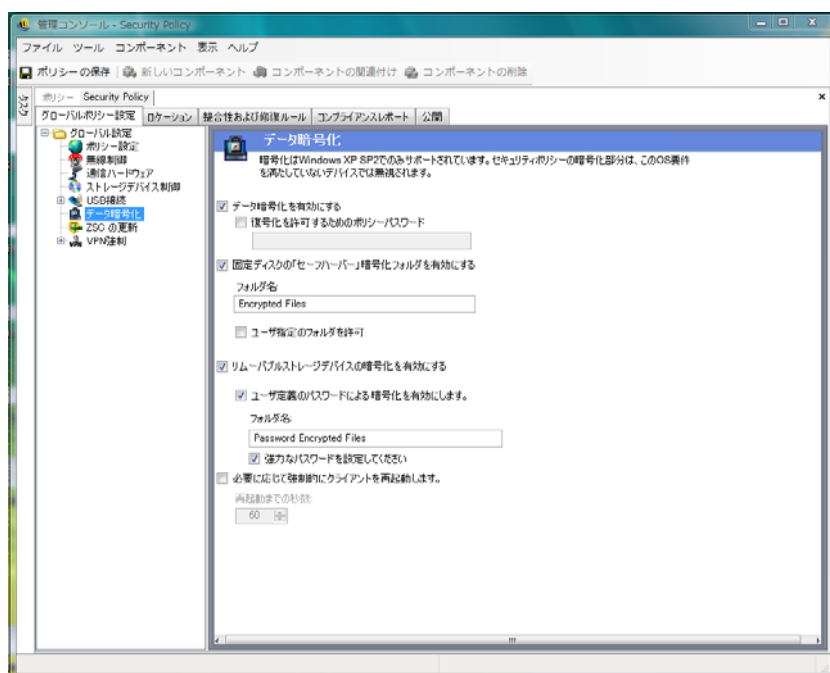 管理コンソール - Security Policy
ファイル ツール コンポーネント 表示 ヘルプ
ポリシーの保存 新しいコンポーネント コンポーネントの関連付け コンポーネントの削除
タスク
ポリシー Security Policy
グローバルポリシー設定 ロケーション 整合性および修復ルール コンプライアンスレポート 公開
グローバル設定
ポリシー設定
無線制御
通信ハードウェア
ストレージデバイス制御
USB接続
データ暗号化
ZSC の更新
VPN強制
データ暗号化
暗号化はWindows XP SP2でのみサポートされています。セキュリティポリシーの暗号化部分は、このOS要件
を満たしていないデバイスでは無視されます。
データ暗号化を有効にする
復号化を許可するためのポリシーパスワード
固定ディスクの「セーフハーバー」暗号化フォルダを有効にする
フォルダ名:
Encrypted Files
ユーザ指定のフォルダを許可
リムーバブルストレージデバイスの暗号化を有効にする
ユーザ定義のパスワードによる暗号化を有効にします。
フォルダ名:
Password Encrypted Files
強力なパスワードを設定してください
必要に応じて強制的にクライアントを再起動します。
再起動までの秒数:
60